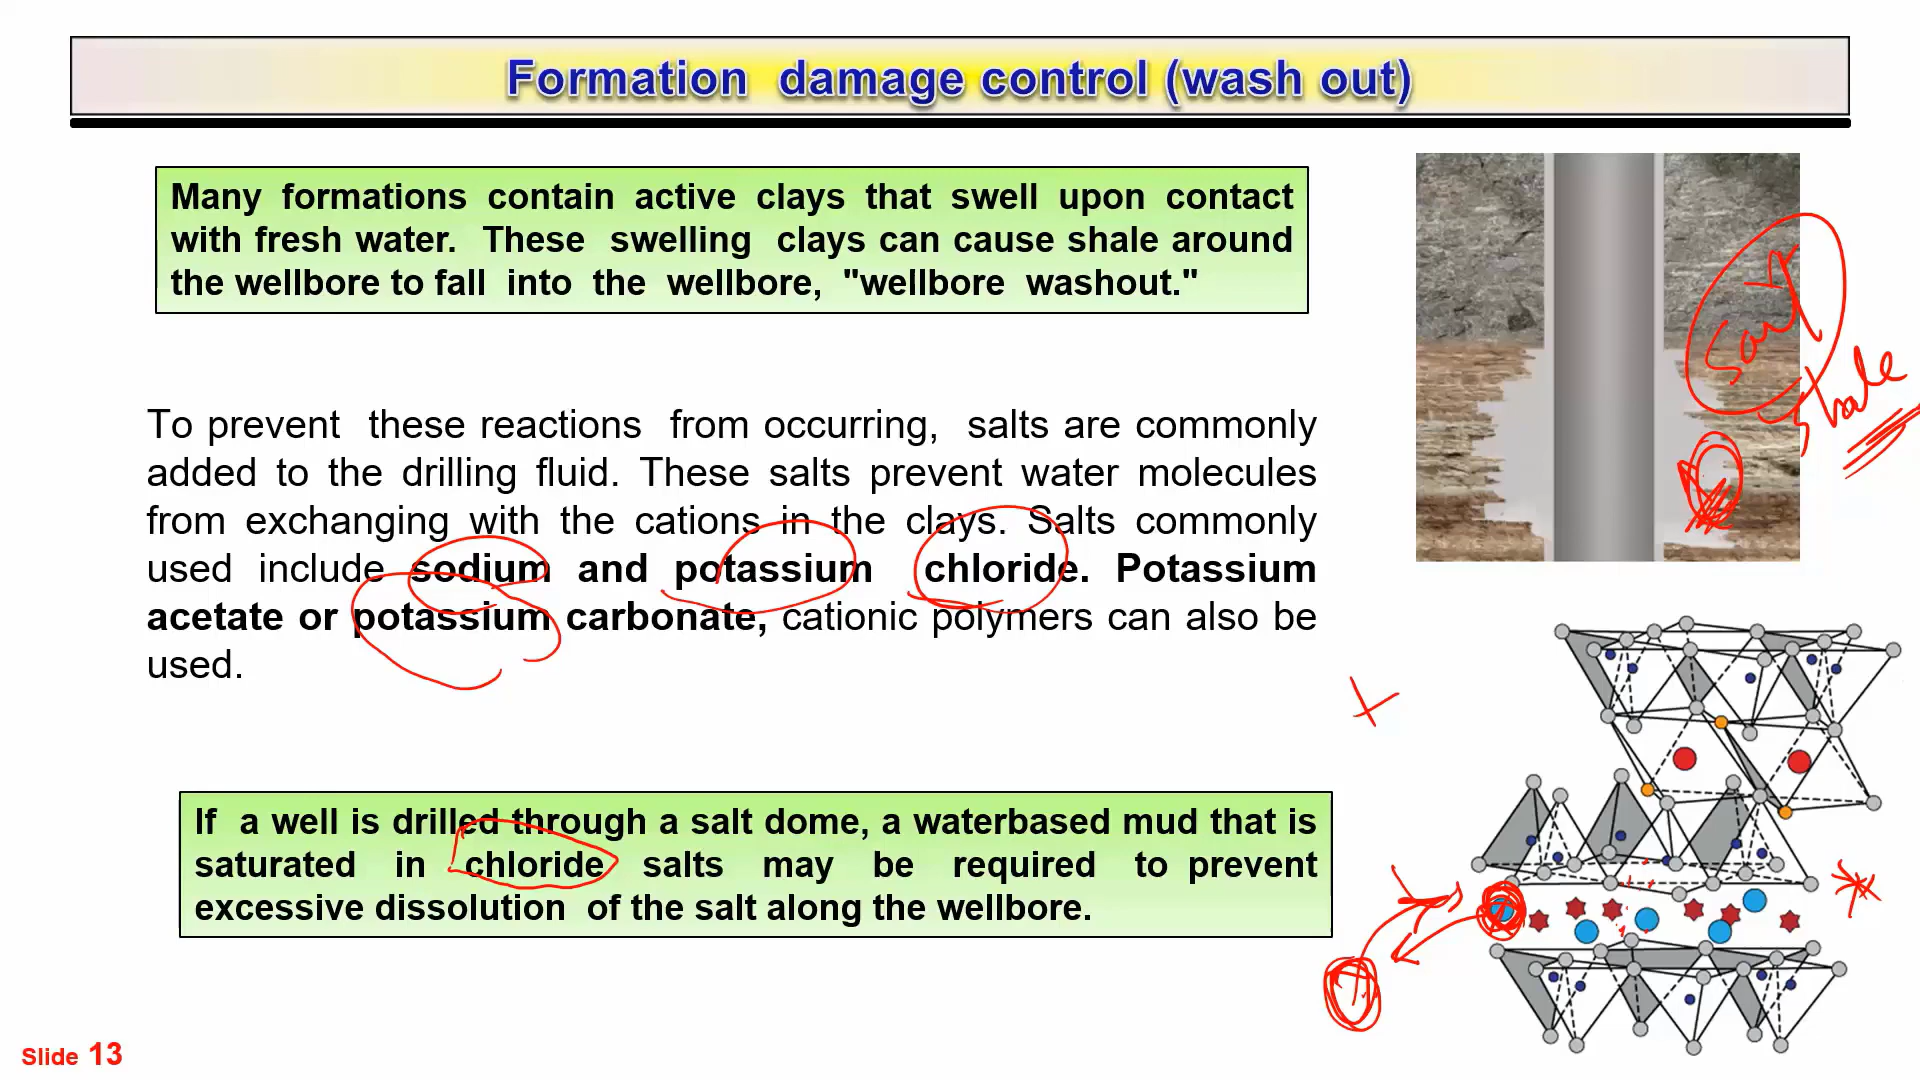 Formation damage control (wash out)
Many formations contain active clays that swell upon contact
with fresh water. These swelling clays can cause shale around
the wellbore to fall into the wellbore, "wellbore washout."
To prevent these reactions from occurring, salts are commonly
added to the drilling fluid. These salts prevent water molecules
from exchanging with the cations in the clays. Salts commonly
used include sodium and potassium chloride. Potassium
acetate or potassium carbonate, cationic polymers can also be
used.
If a well is drilled through a salt dome, a waterbased mud that is
saturated in chloride salts may be required to prevent
excessive dissolution of the salt along the wellbore.
Salt
Shale
Slide 13